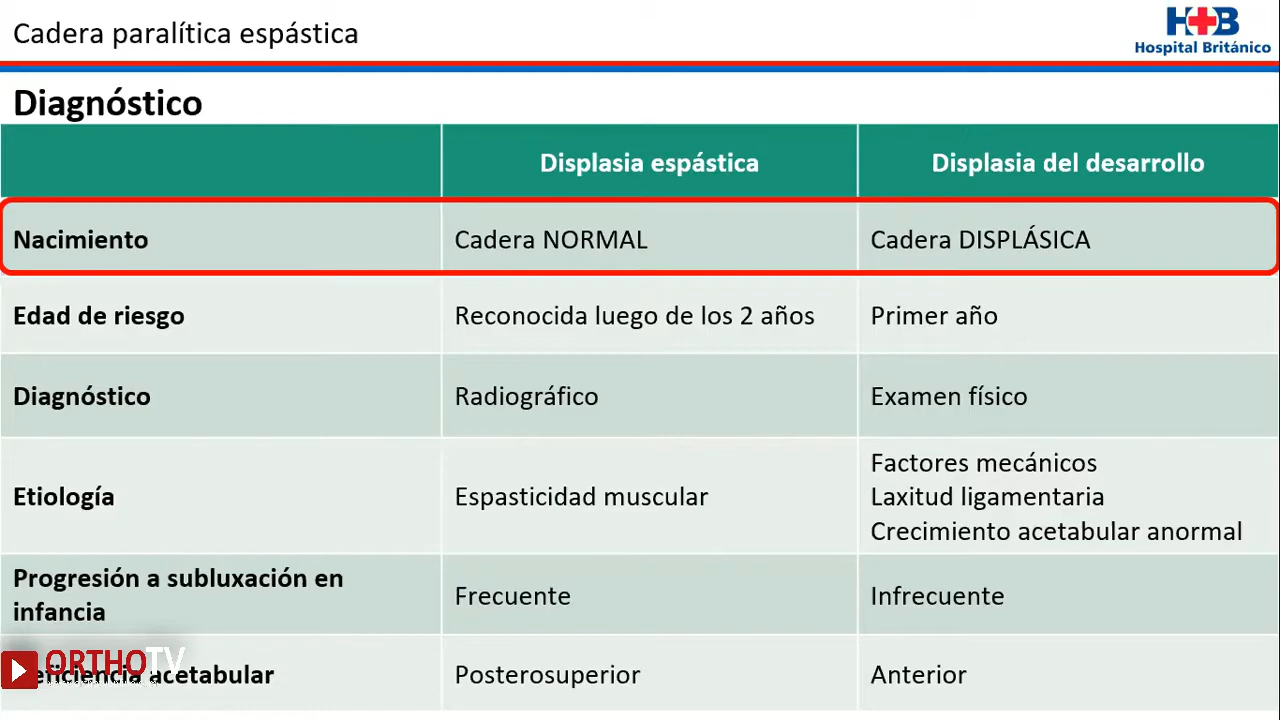 Cadera paralítica espástica
H+B
Hospital Británico
Diagnóstico
Displasia espástica
Displasia del desarrollo
Nacimiento
Cadera NORMAL
Cadera DISPLÁSICA
Edad de riesgo
Reconocida luego de los 2 años
Primer año
Diagnóstico
Radiográfico
Examen físico
Etiología
Espasticidad muscular
Factores mecánicos
Laxitud ligamentaria
Crecimiento acetabular anormal
Progresión a subluxación en
infancia
Frecuente
Infrecuente
ORTHOTV
acetabular
Posterosuperior
Anterior